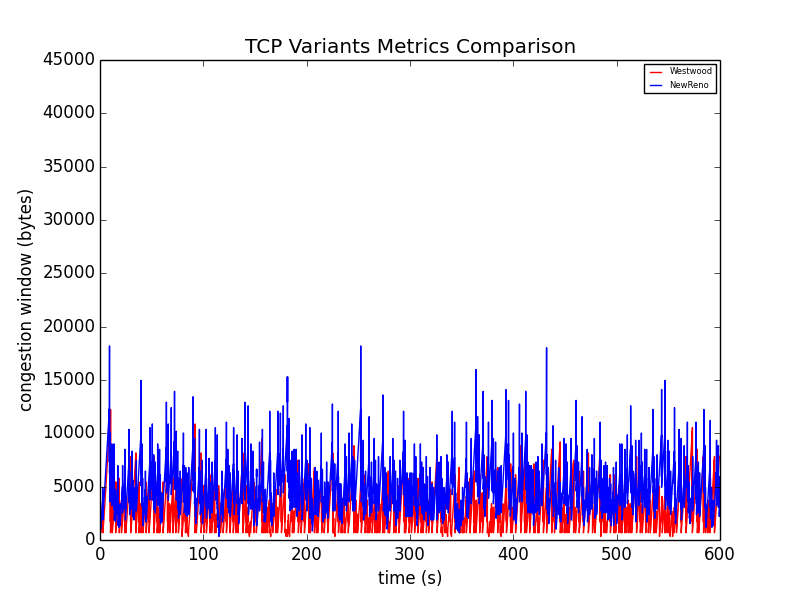 TCP Variants Metrics Comparison
45000
40000
35000
30000
25000
20000
15000
10000
5000
0
congestion window (bytes)
Westwood
NewReno
0 100 200 300 400 500 600
time (s)